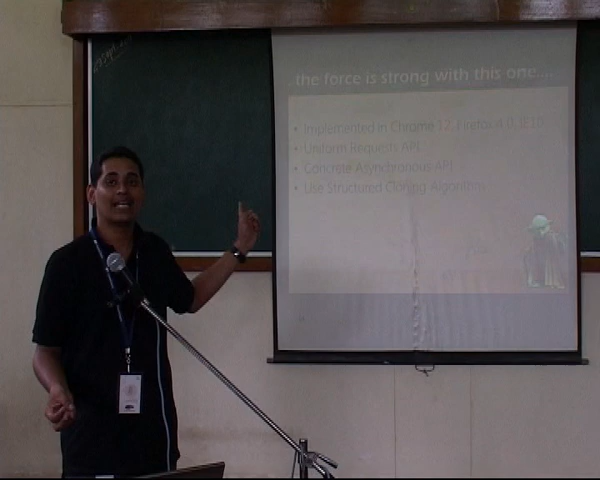 ..the force is strong with this one....
• Implemented in Chrome 12, Firefox 4.0, IE10
• Uniform Request API
• Concrete Asynchronous API
• Use Structured Cloning Algorithm